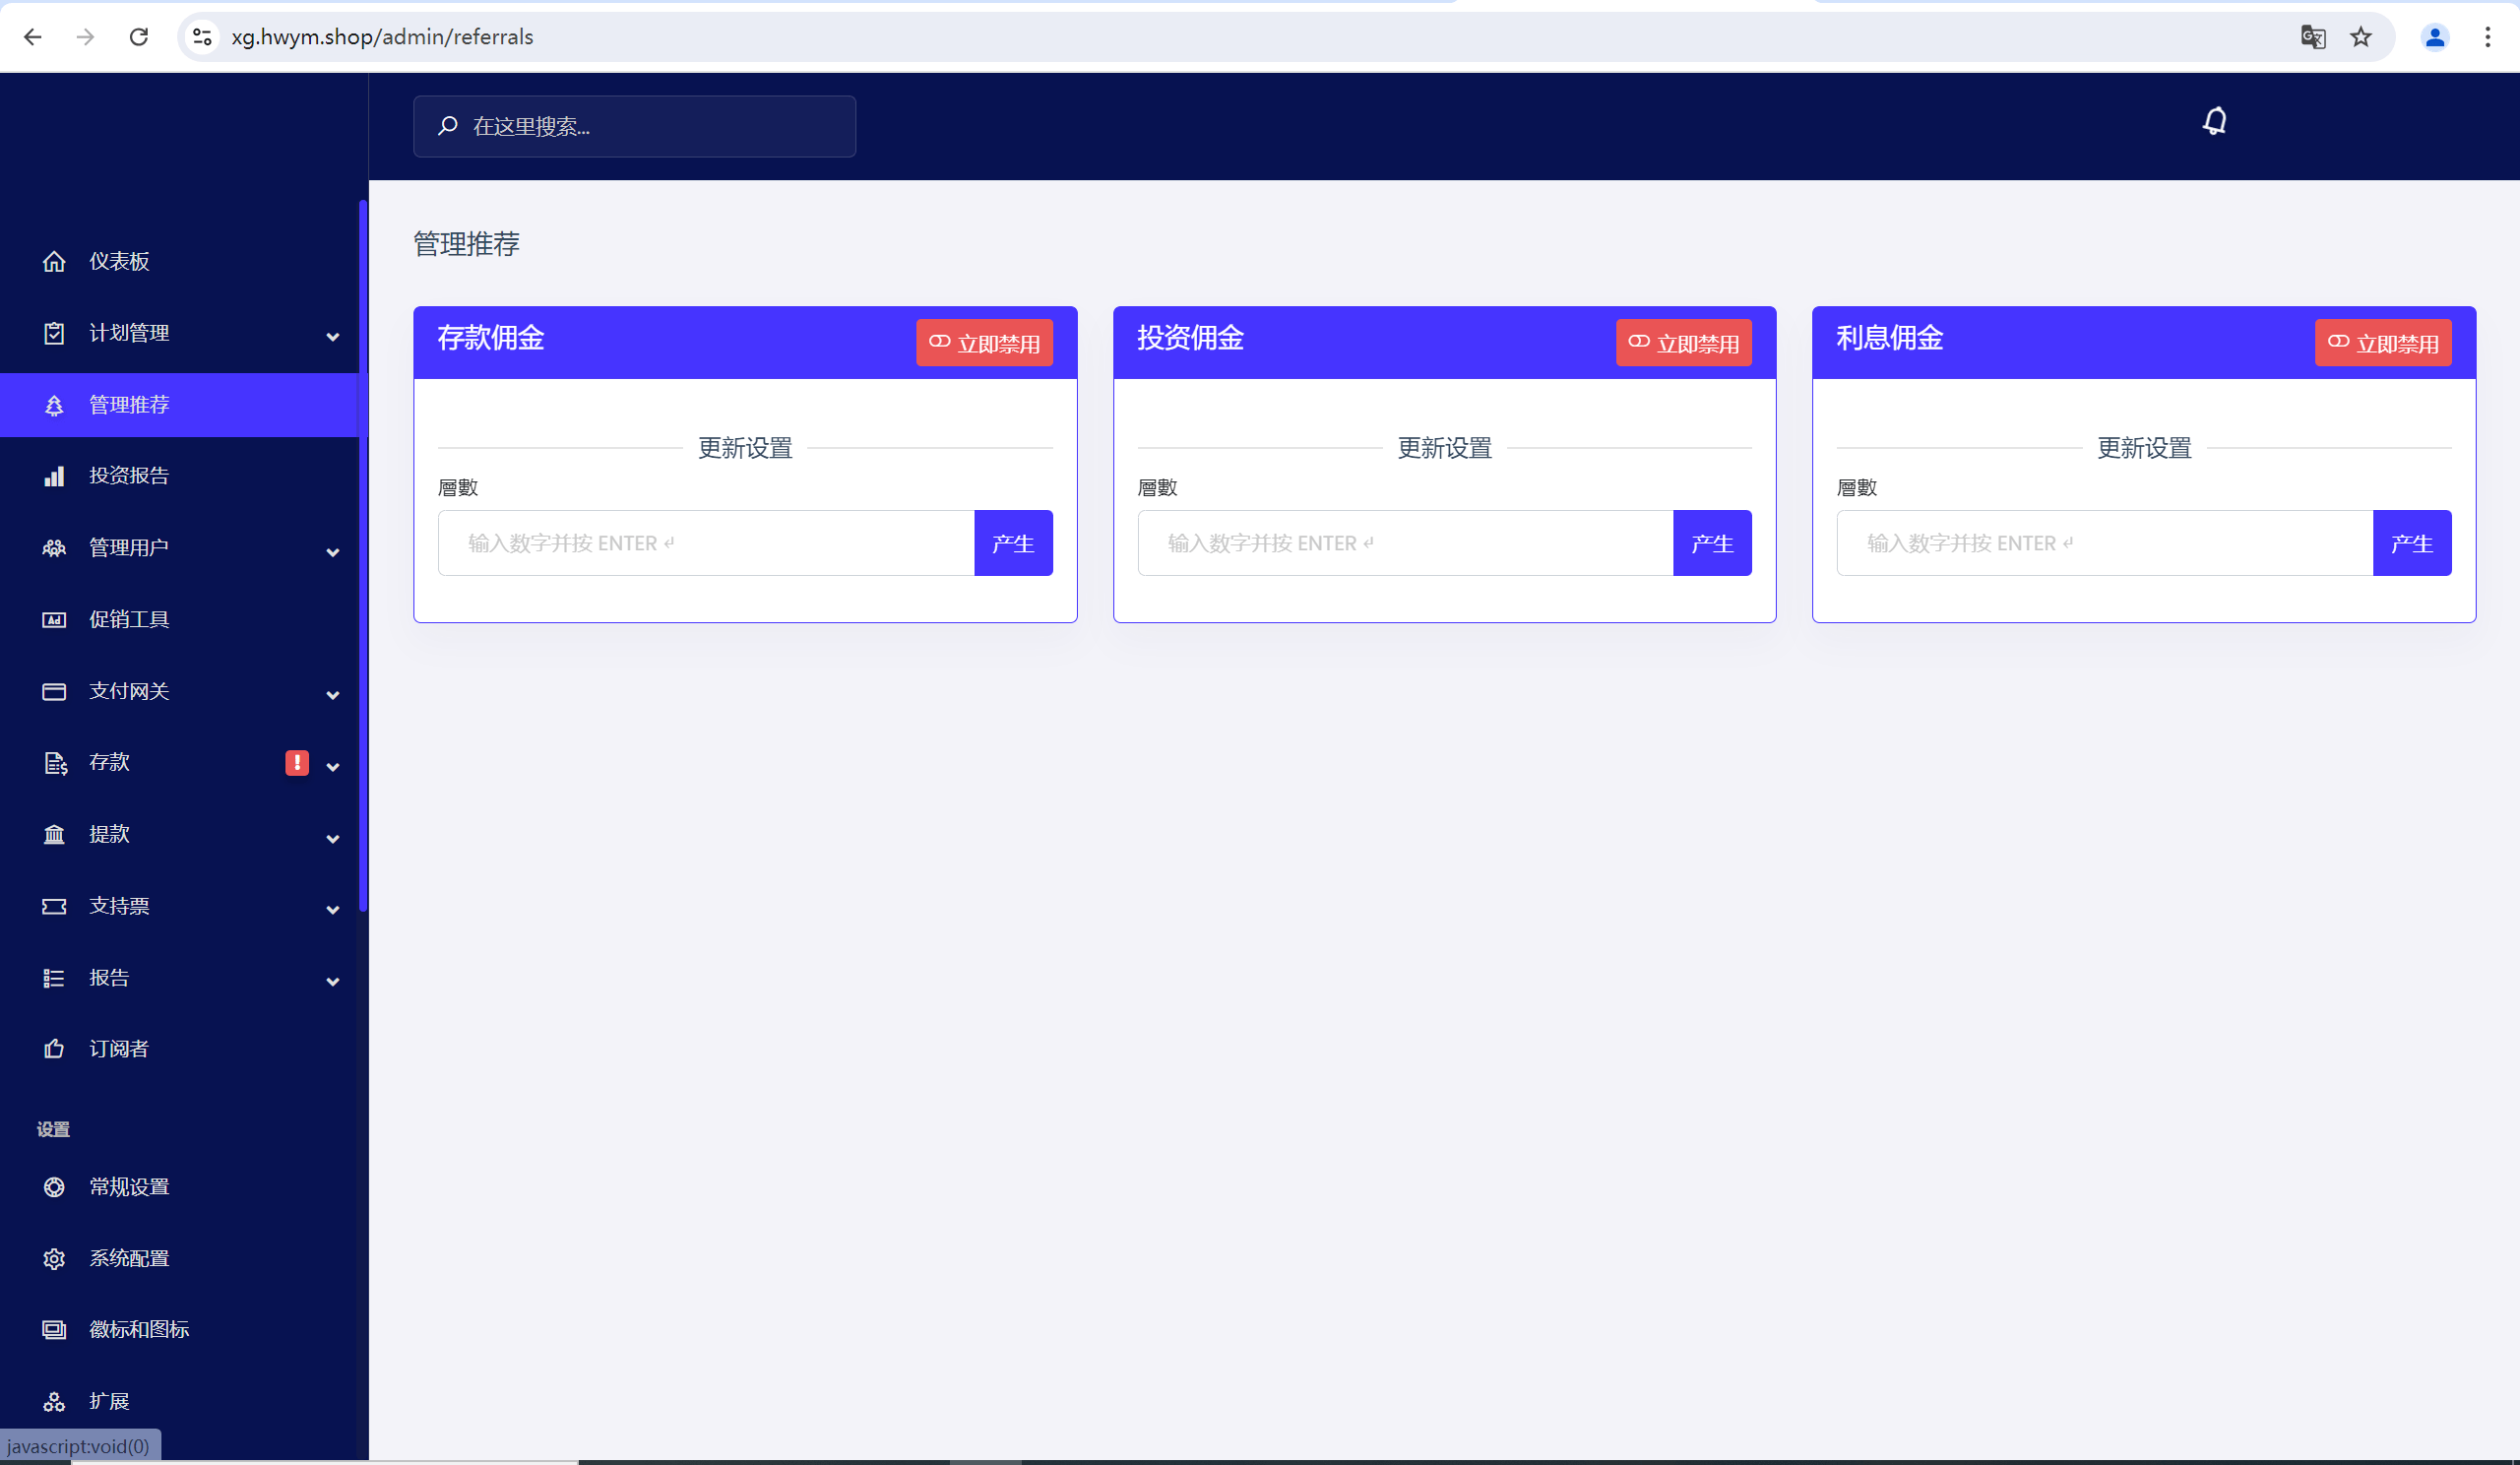 xg.hwym.shop/admin/referrals
在这里搜索...
仪表板
计划管理
管理推荐
投资报告
管理用户
Ad 促销工具
支付网关
存款 !
提款
支持票
报告
订阅者
设置
常规设置
系统配置
徽标和图标
扩展
javascript:void(0)
管理推荐
存款佣金 立即禁用
更新设置
層數
输入数字并按 ENTER ↵ 产生
投资佣金 立即禁用
更新设置
層數
输入数字并按 ENTER ↵ 产生
利息佣金 立即禁用
更新设置
層數
输入数字并按 ENTER ↵ 产生